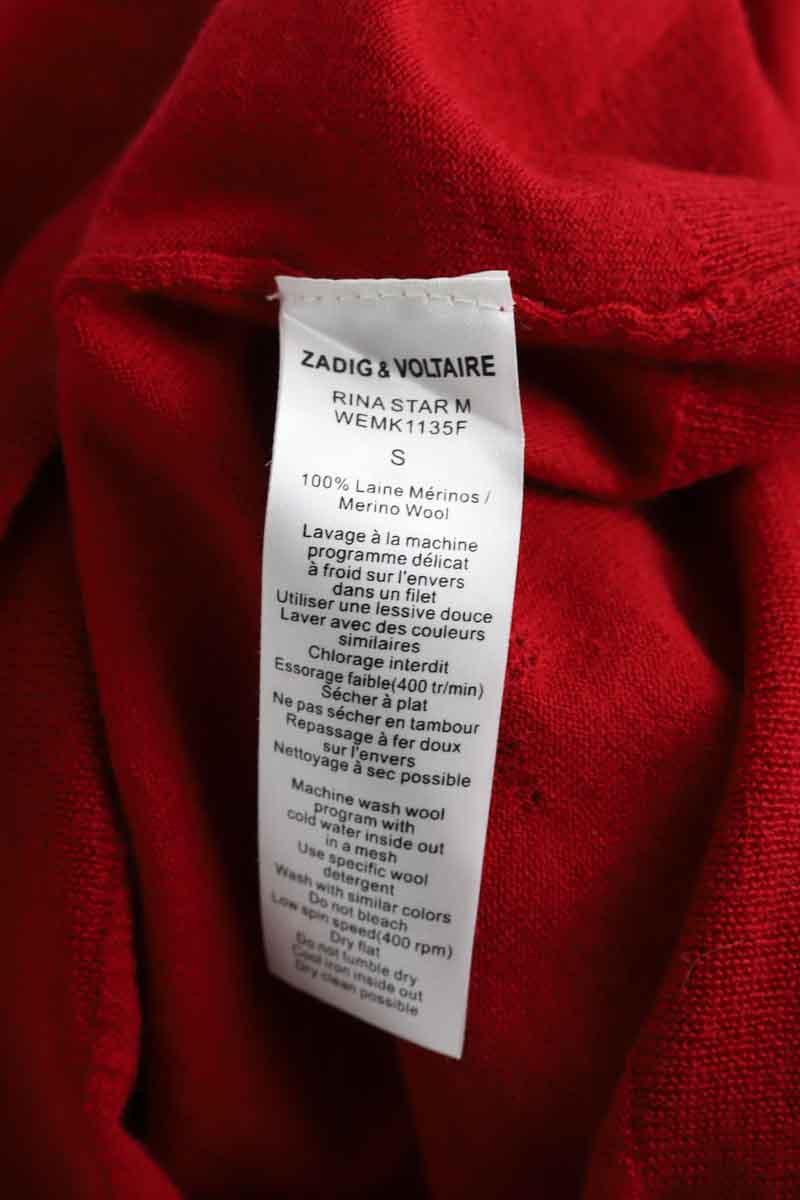 ZADIG & VOLTAIRE
RINA STAR M
WEMK1135F
S
100% Laine Mérinos /
Merino Wool
Lavage à la machine
programme délicat
à froid sur l'envers
dans un filet
Utiliser une lessive douce
Laver avec des couleurs
similaires
Chlorage interdit
Essorage faible(400 tr/min)
Sécher à plat
Ne pas sécher en tambour
Repassage à fer doux
sur l'envers
Nettoyage à sec possible
Machine wash wool
program with
cold water inside out
in a mesh
Use specific wool
detergent
Wash with similar colors
Do not bleach
Low spin speed(400 rpm)
Dry flat
Do not tumble dry
Cool iron inside out
Dry clean possible